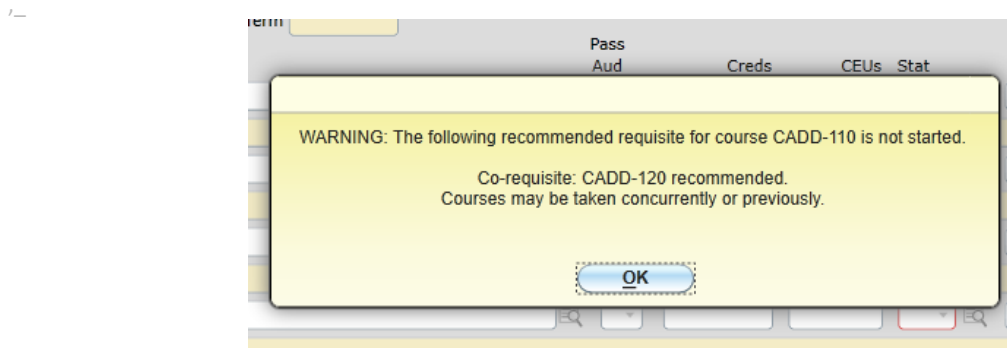 Term
Pass
Aud Creds CEUs Stat
WARNING: The following recommended requisite for course CADD-110 is not started.
Co-requisite: CADD-120 recommended.
Courses may be taken concurrently or previously.
OK